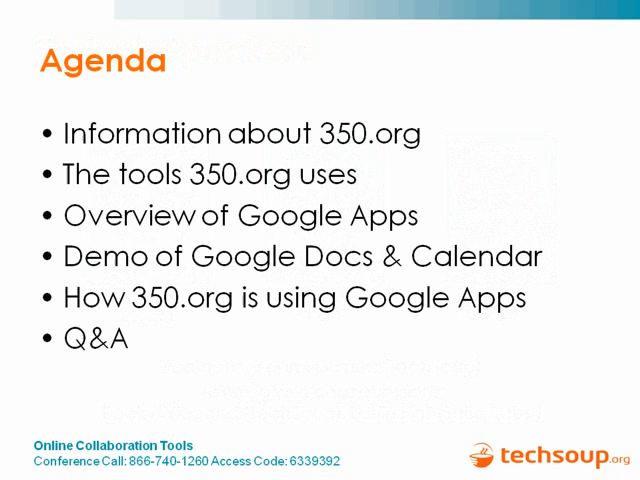 Agenda
• Information about 350.org
• The tools 350.org uses
• Overview of Google Apps
• Demo of Google Docs & Calendar
• How 350.org is using Google Apps
• Q&A
Online Collaboration Tools
Conference Call: 866-740-1260 Access Code: 6339392
techsoup.org